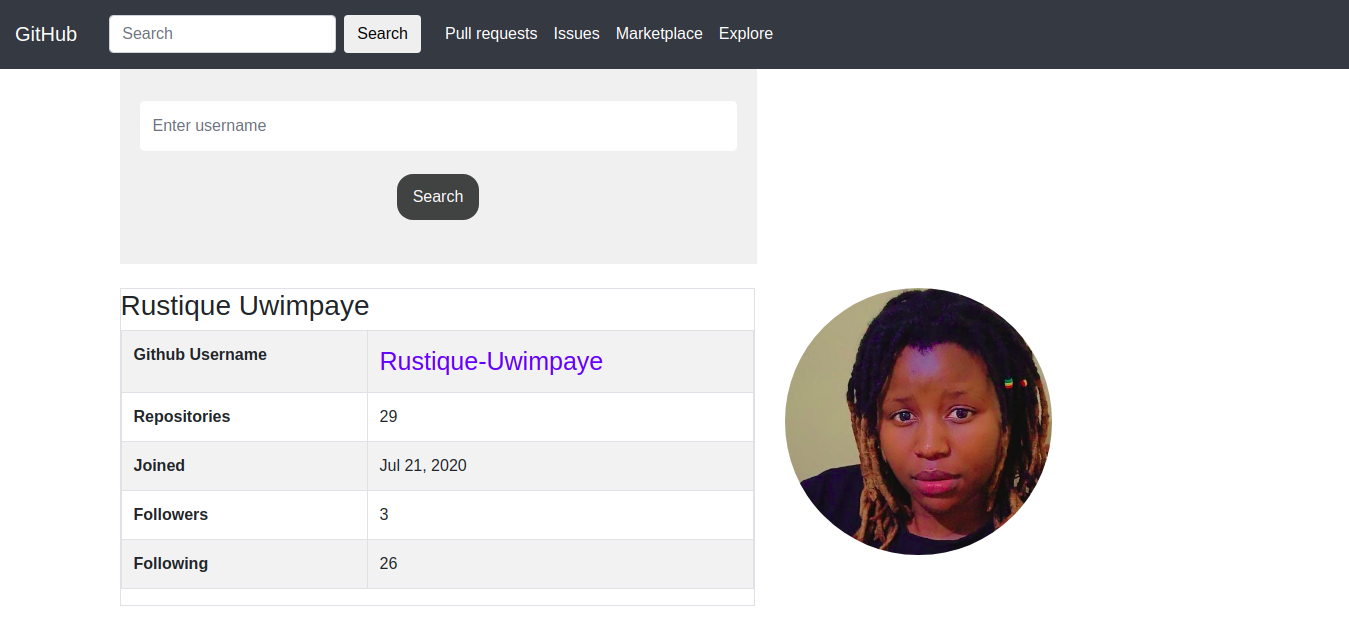 GitHub Search Search Pull requests Issues Marketplace Explore
Enter username
Search
Rustique Uwimpaye
Github Username Rustique-Uwimpaye
Repositories 29
Joined Jul 21, 2020
Followers 3
Following 26